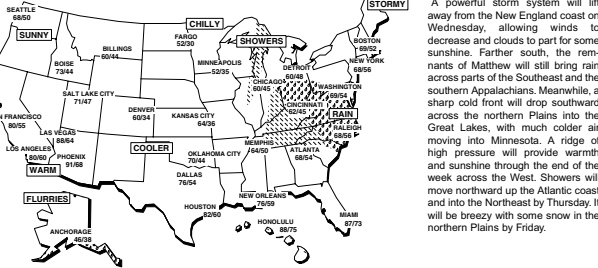 SEATTLE
68/50
SUNNY
BOISE
73/44
BILLINGS
60/44
CHILLY
FARGO
52/30
MINNEAPOLIS
52/35
SHOWERS
STORMY
BOSTON
69/52
NEW YORK
68/56
DETROIT
60/48
CHICAGO
60/45
WASHINGTON
69/54
CINCINNATI
62/45
RAIN
RALEIGH
68/56
SALT LAKE CITY
71/47
DENVER
60/34
KANSAS CITY
64/36
FRANCISCO
80/55
LAS VEGAS
88/64
LOS ANGELES
80/60
PHOENIX
91/68
WARM
COOLER
OKLAHOMA CITY
70/44
MEMPHIS
64/50
ATLANTA
68/54
DALLAS
76/54
NEW ORLEANS
76/59
HOUSTON
82/60
MIAMI
87/73
FLURRIES
ANCHORAGE
46/38
HONOLULU
88/75
A powerful storm system will lift
away from the New England coast on
Wednesday, allowing winds to
decrease and clouds to part for some
sunshine. Farther south, the rem-
nants of Matthew will still bring rain
across parts of the Southeast and the
southern Appalachians. Meanwhile, a
sharp cold front will drop southward
across the northern Plains into the
Great Lakes, with much colder air
moving into Minnesota. A ridge of
high pressure will provide warmth
and sunshine through the end of the
week across the West. Showers will
move northward up the Atlantic coast
and into the Northeast by Thursday. It
will be breezy with some snow in the
northern Plains by Friday.